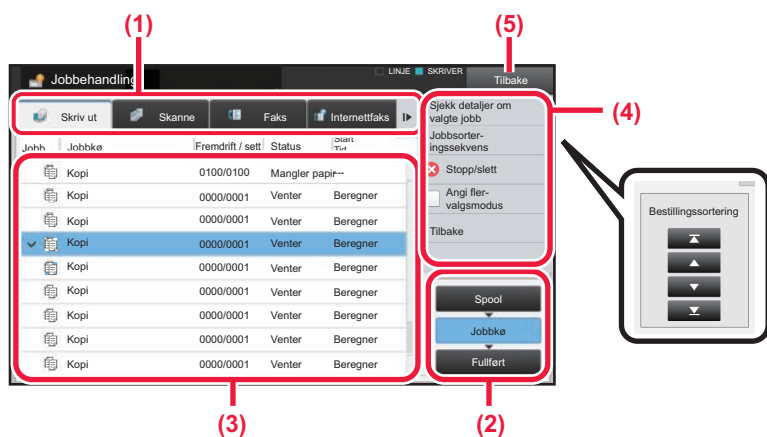 (1)
(5)
Jobbehandling
LINJE
SKRIVER
Tilbake
Skriv ut
Skanne
Faks
Internettfaks
Jobb
Jobbkø
Fremdrift / sett
Status
Start
Tid
Kopi 0100/0100 Mangler papir ---
Kopi 0000/0001 Venter Beregner
Kopi 0000/0001 Venter Beregner
Kopi 0000/0001 Venter Beregner
Kopi 0000/0001 Venter Beregner
Kopi 0000/0001 Venter Beregner
Kopi 0000/0001 Venter Beregner
Kopi 0000/0001 Venter Beregner
Kopi 0000/0001 Venter Beregner
Sjekk detaljer om
valgte jobb
Jobbsorter-
ingssekvens
Stopp/slett
Angi fler-
valgsmodus
Tilbake
(4)
Bestillingssortering
Spool
Jobbkø
Fullført
(3)
(2)